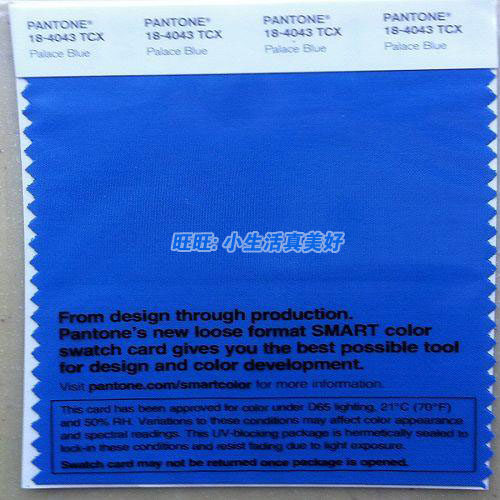 PANTONE® PANTONE® PANTONE® PANTONE®
18-4043 TCX 18-4043 TCX 18-4043 TCX 18-4043 TCX
Palace Blue Palace Blue Palace Blue Palace Blue
旺旺: 小生活真美好
From design through production.
Pantone's new loose format SMART color
swatch card gives you the best possible tool
for design and color development.
Visit pantone.com/smartcolor for more information.
This card has been approved for color under D65 lighting, 21°C (70°F)
and 50% RH. Variations to these conditions may affect color appearance
and spectral readings. This UV-blocking package is hermetically sealed to
lock-in these conditions and resist fading due to light exposure.
Swatch card may not be returned once package is opened.